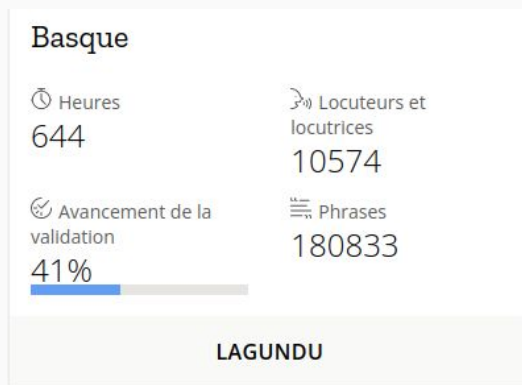 Basque
Heures
644
Locuteurs et
locutrices
10574
Avancement de la
validation
41%
Phrases
180833
LAGUNDU